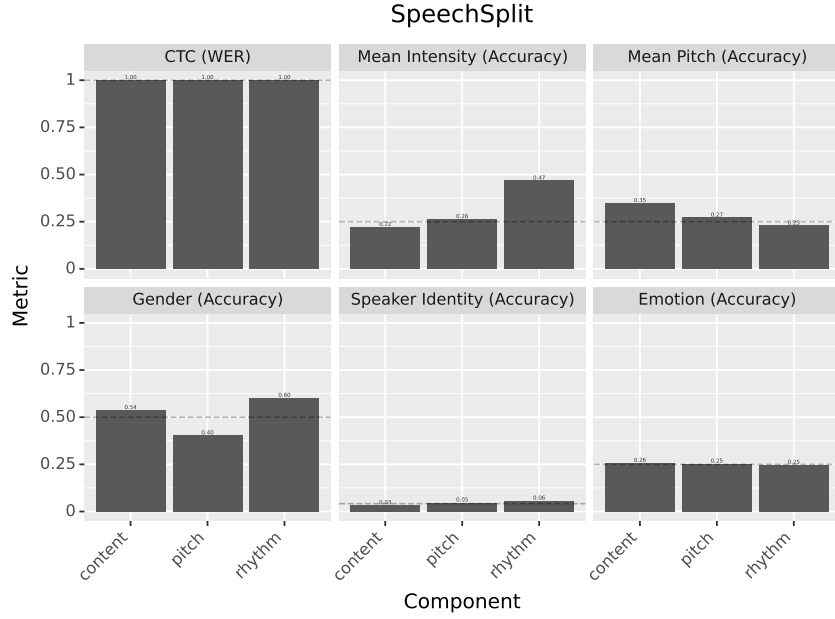 SpeechSplit
CTC (WER)
Mean Intensity (Accuracy)
Mean Pitch (Accuracy)
1
0.75
0.50
0.25
0
1.00
1.00
1.00
0.22
0.26
0.47
0.35
0.27
0.23
Metric
Gender (Accuracy)
Speaker Identity (Accuracy)
Emotion (Accuracy)
1
0.75
0.50
0.25
0
0.54
0.40
0.60
0.03
0.05
0.06
0.26
0.25
0.25
content
pitch
rhythm
content
pitch
rhythm
content
pitch
rhythm
Component